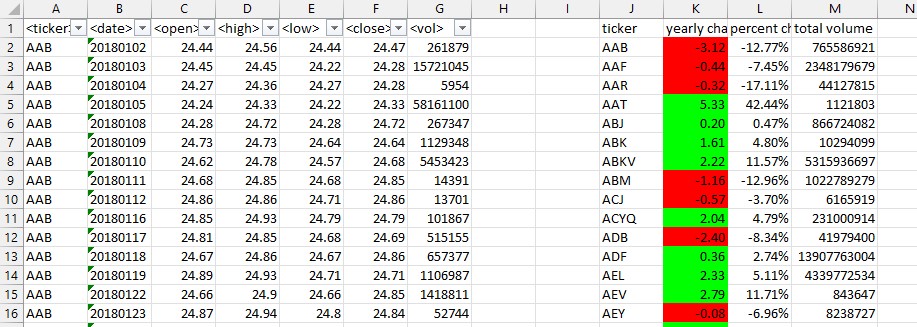 A B C D E F G H I J K L M N
1 <ticker> <date> <open> <high> <low> <close> <vol> ticker yearly cha percent ch total volume
2 AAB 20180102 24.44 24.56 24.44 24.47 261879 AAB -3.12 -12.77% 765586921
3 AAB 20180103 24.45 24.45 24.22 24.28 15721045 AAF -0.44 -7.45% 2348179679
4 AAB 20180104 24.27 24.36 24.27 24.28 5954 AAR -0.32 -17.11% 44127815
5 AAB 20180105 24.24 24.33 24.22 24.33 58161100 AAT 5.33 42.44% 1121803
6 AAB 20180108 24.28 24.72 24.28 24.72 267347 ABJ 0.20 0.47% 866724082
7 AAB 20180109 24.73 24.73 24.64 24.64 1129348 ABK 1.61 4.80% 10294099
8 AAB 20180110 24.62 24.78 24.57 24.68 5453423 ABKV 2.22 11.57% 5315936697
9 AAB 20180111 24.68 24.85 24.68 24.85 14391 ABM -1.16 -12.96% 1022789279
10 AAB 20180112 24.86 24.86 24.71 24.86 13701 ACJ -0.57 -3.70% 6165919
11 AAB 20180116 24.85 24.93 24.79 24.79 101867 ACYQ 2.04 4.79% 231000914
12 AAB 20180117 24.81 24.85 24.68 24.69 515155 ADB -2.40 -8.34% 41979400
13 AAB 20180118 24.67 24.86 24.67 24.86 657377 ADF 0.36 2.74% 13907763004
14 AAB 20180119 24.89 24.93 24.71 24.71 1106987 AEL 2.33 5.11% 4339772534
15 AAB 20180122 24.66 24.9 24.66 24.85 1418811 AEV 2.79 11.71% 843647
16 AAB 20180123 24.87 24.94 24.8 24.84 52744 AEY -0.08 -6.96% 8238727